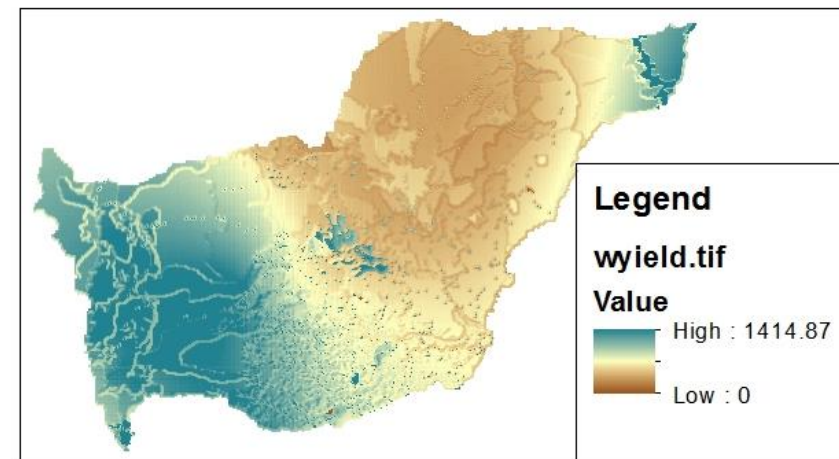 Legend
wyield.tif
Value
High : 1414.87
Low : 0